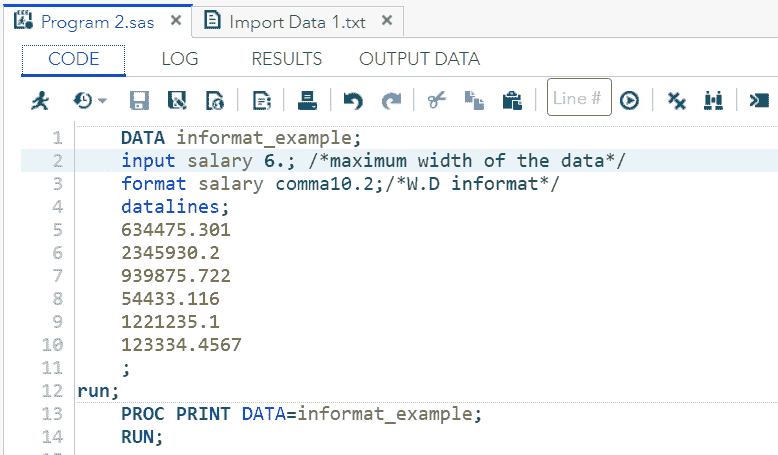 Program 2.sas × Import Data 1.txt ×
CODE LOG RESULTS OUTPUT DATA
Line #
1 DATA informat_example;
2 input salary 6.; /*maximum width of the data*/
3 format salary comma10.2;/*W.D informat*/
4 datalines;
5 634475.301
6 2345930.2
7 939875.722
8 54433.116
9 1221235.1
10 123334.4567
11 ;
12 run;
13 PROC PRINT DATA=informat_example;
14 RUN;